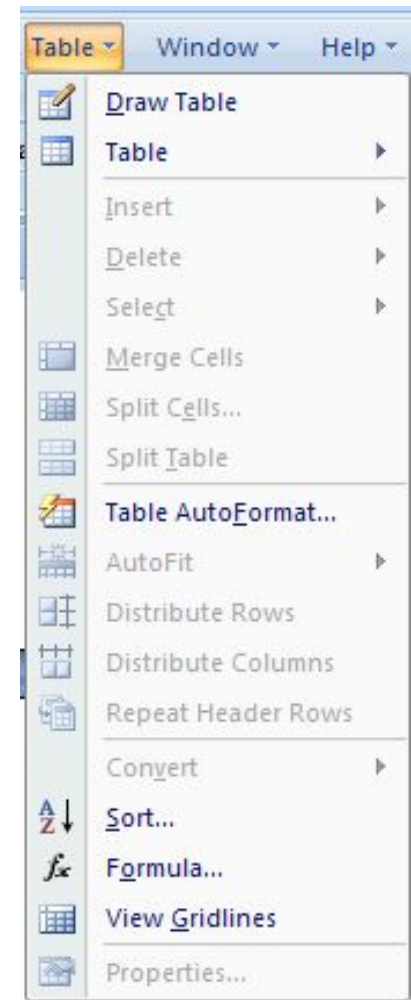 Table Window Help
Draw Table
Table
Insert
Delete
Select
Merge Cells
Split Cells...
Split Table
Table AutoFormat...
AutoFit
Distribute Rows
Distribute Columns
Repeat Header Rows
Convert
A
Z Sort...
fx Formula...
View Gridlines
Properties...